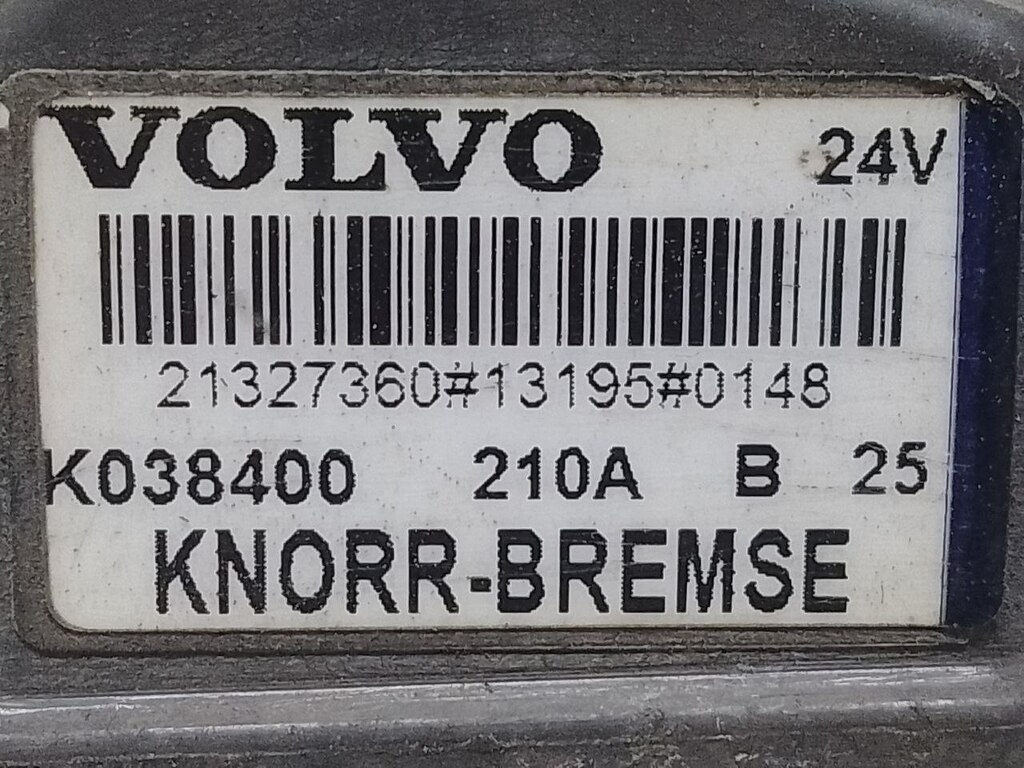 VOLVO 24V
21327360#13195#0148
K038400 210A B 25
KNORR-BREMSE